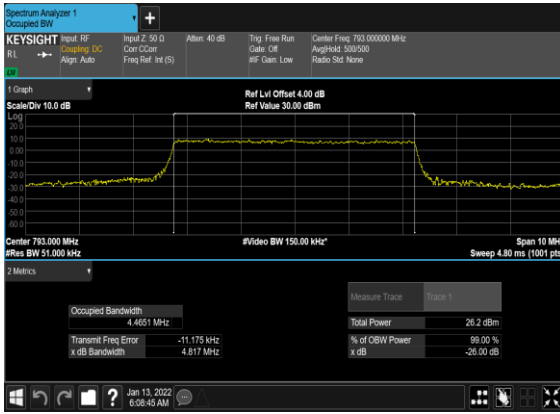 Spectrum Analyzer 1
Occupied BW
+
KEYSIGHT Input: RF Input Z: 50 Ω Atten: 40 dB Trig: Free Run Center Freq: 793.000000 MHz
RL Coupling: DC Corr CCorr Gate: Off Avg|Hold: 500/500
Align: Auto Freq Ref: Int (S) #IF Gain: Low Radio Std: None
LW
1 Graph
Ref Lvl Offset 4.00 dB
Scale/Div 10.0 dB Ref Value 30.00 dBm
Log
20.0
10.0
0.00
-10.0
-20.0
-30.0
-40.0
-50.0
-60.0
Center 793.000 MHz #Video BW 150.00 kHz* Span 10 MH
#Res BW 51.000 kHz Sweep 4.80 ms (1001 pts
2 Metrics
Measure Trace Trace 1
Occupied Bandwidth
4.4651 MHz Total Power 26.2 dBm
Transmit Freq Error -11.175 kHz % of OBW Power 99.00 %
x dB Bandwidth 4.817 MHz x dB -26.00 dB
? Jan 13, 2022
6:08:45 AM